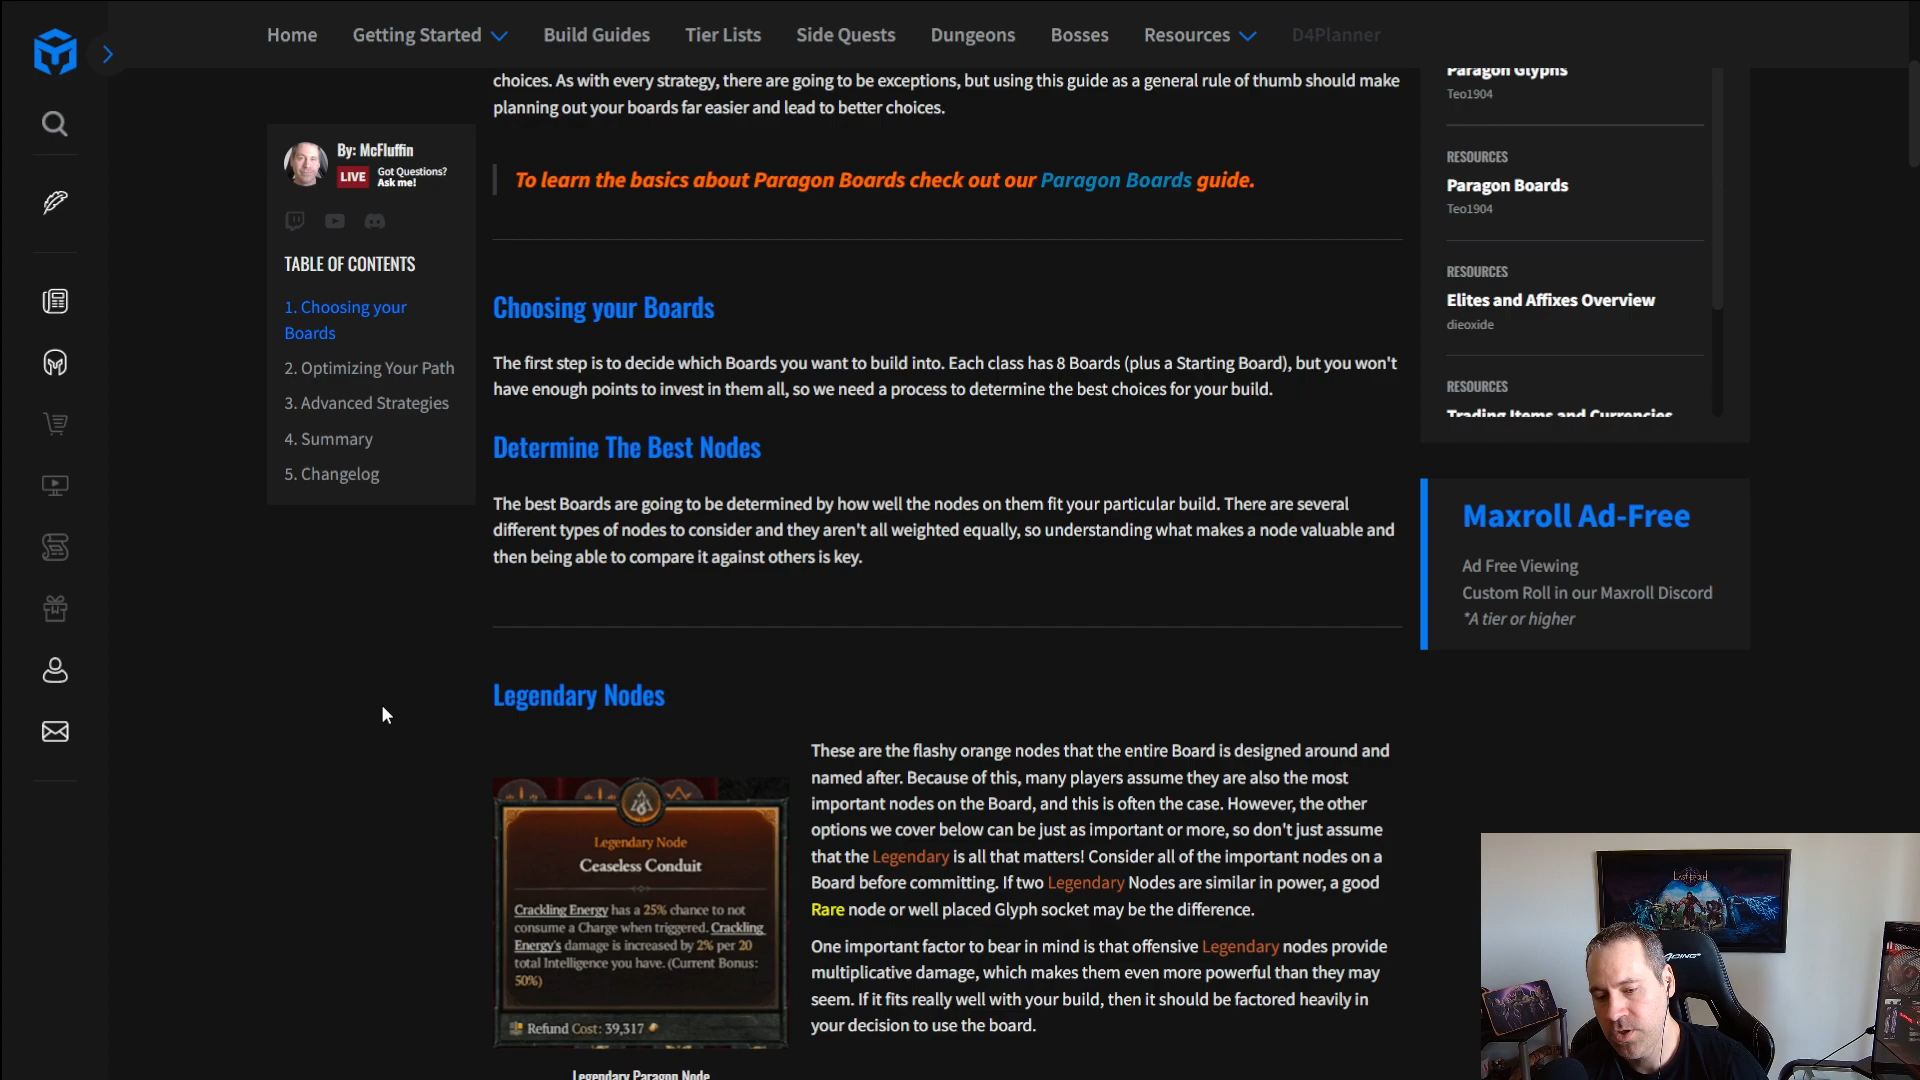 Home
Getting Started
Build Guides
Tier Lists
Side Quests
Dungeons
Bosses
Resources
D4Planner
choices. As with every strategy, there are going to be exceptions, but using this guide as a general rule of thumb should make
planning out your boards far easier and lead to better choices.
By: McFluffin
LIVE
Got Questions?
Ask me!
TABLE OF CONTENTS
1. Choosing your
Boards
2. Optimizing Your Path
3. Advanced Strategies
4. Summary
5. Changelog
To learn the basics about Paragon Boards check out our Paragon Boards guide.
Choosing your Boards
The first step is to decide which Boards you want to build into. Each class has 8 Boards (plus a Starting Board), but you won't
have enough points to invest in them all, so we need a process to determine the best choices for your build.
Determine The Best Nodes
The best Boards are going to be determined by how well the nodes on them fit your particular build. There are several
different types of nodes to consider and they aren't all weighted equally, so understanding what makes a node valuable and
then being able to compare it against others is key.
Legendary Nodes
Legendary Node
Ceaseless Conduit
Crackling Energy has a 25% chance to not
consume a Charge when triggered. Crackling
Energy's damage is increased by 2% per 20
total Intelligence you have. (Current Bonus:
50%)
Refund Cost: 39,317
Legendary Paragon Node
These are the flashy orange nodes that the entire Board is designed around and
named after. Because of this, many players assume they are also the most
important nodes on the Board, and this is often the case. However, the other
options we cover below can be just as important or more, so don't just assume
that the Legendary is all that matters! Consider all of the important nodes on a
Board before committing. If two Legendary Nodes are similar in power, a good
Rare node or well placed Glyph socket may be the difference.
One important factor to bear in mind is that offensive Legendary nodes provide
multiplicative damage, which makes them even more powerful than they may
seem. If it fits really well with your build, then it should be factored heavily in
your decision to use the board.
Paragon Glyphs
Teo1904
RESOURCES
Paragon Boards
Teo1904
RESOURCES
Elites and Affixes Overview
dieoxide
RESOURCES
Trading Items and Currencies
Maxroll Ad-Free
Ad Free Viewing
Custom Roll in our Maxroll Discord
*A tier or higher